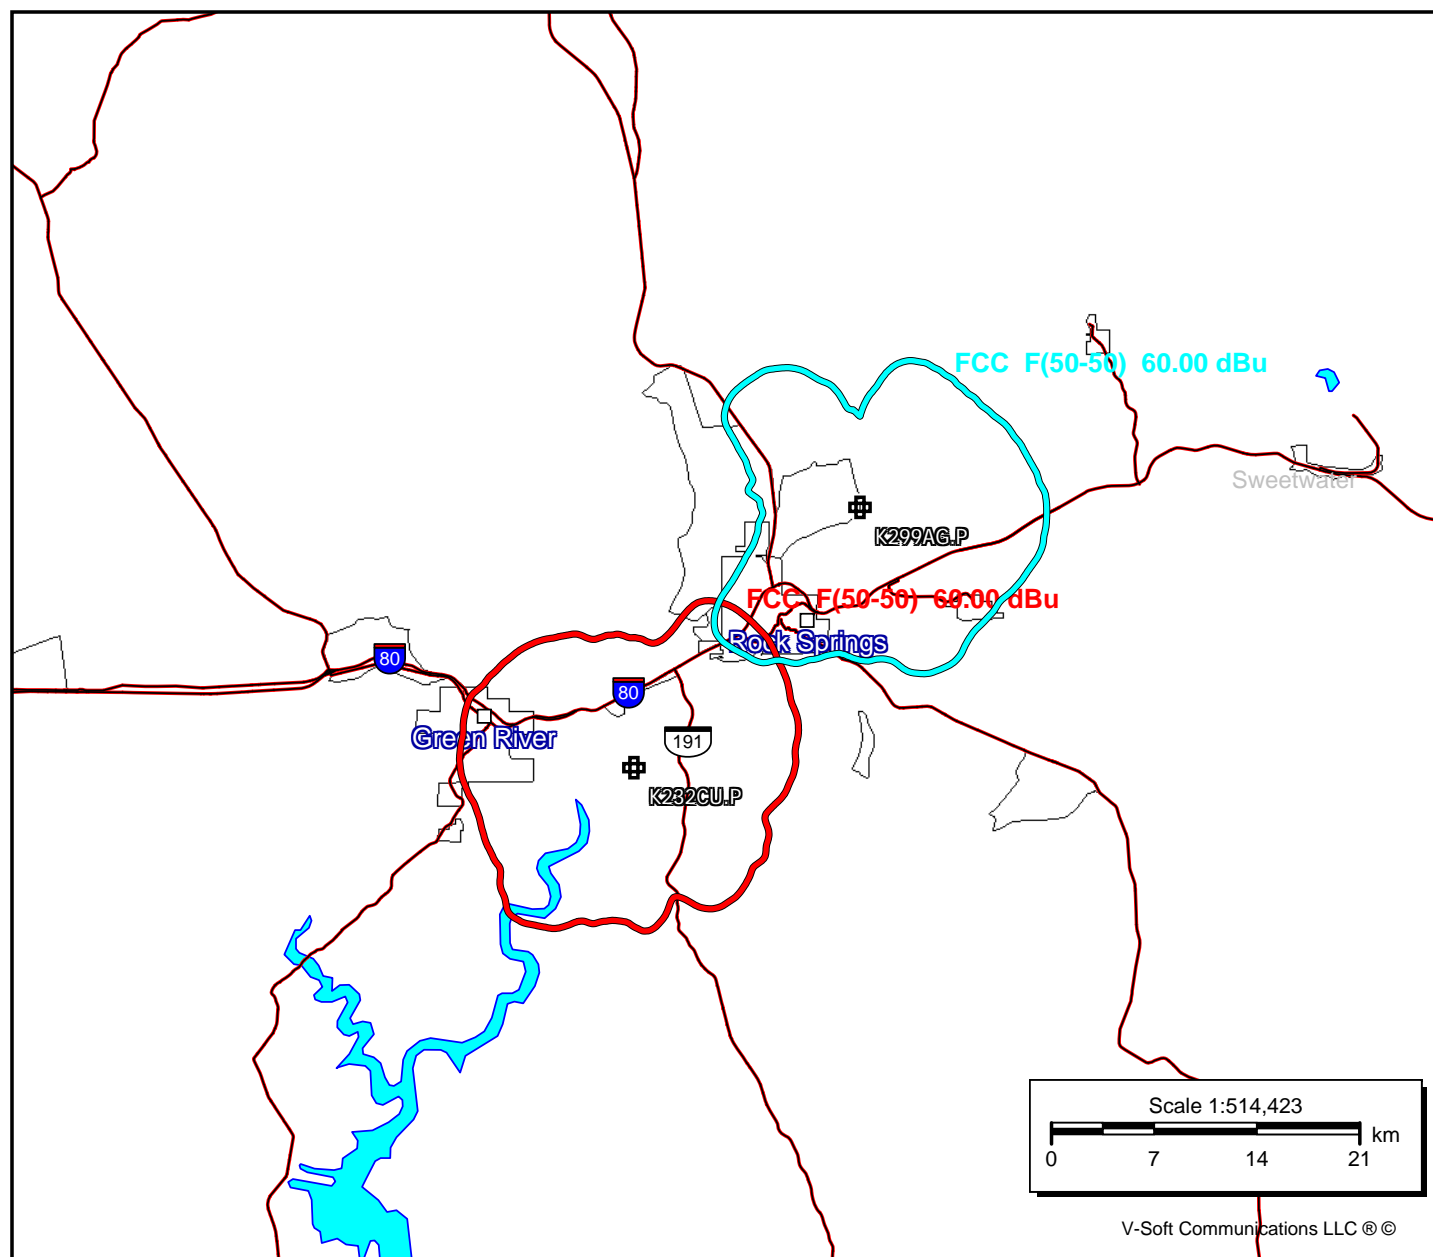 FCC F(50-50) 60.00 dBu
Sweetwater
K299AG.P
FCC F(50-50) 60.00 dBu
Rock Springs
80
80
Green River
191
K232CU.P
Scale 1:514,423
km
0 7 14 21
V-Soft Communications LLC ® ©